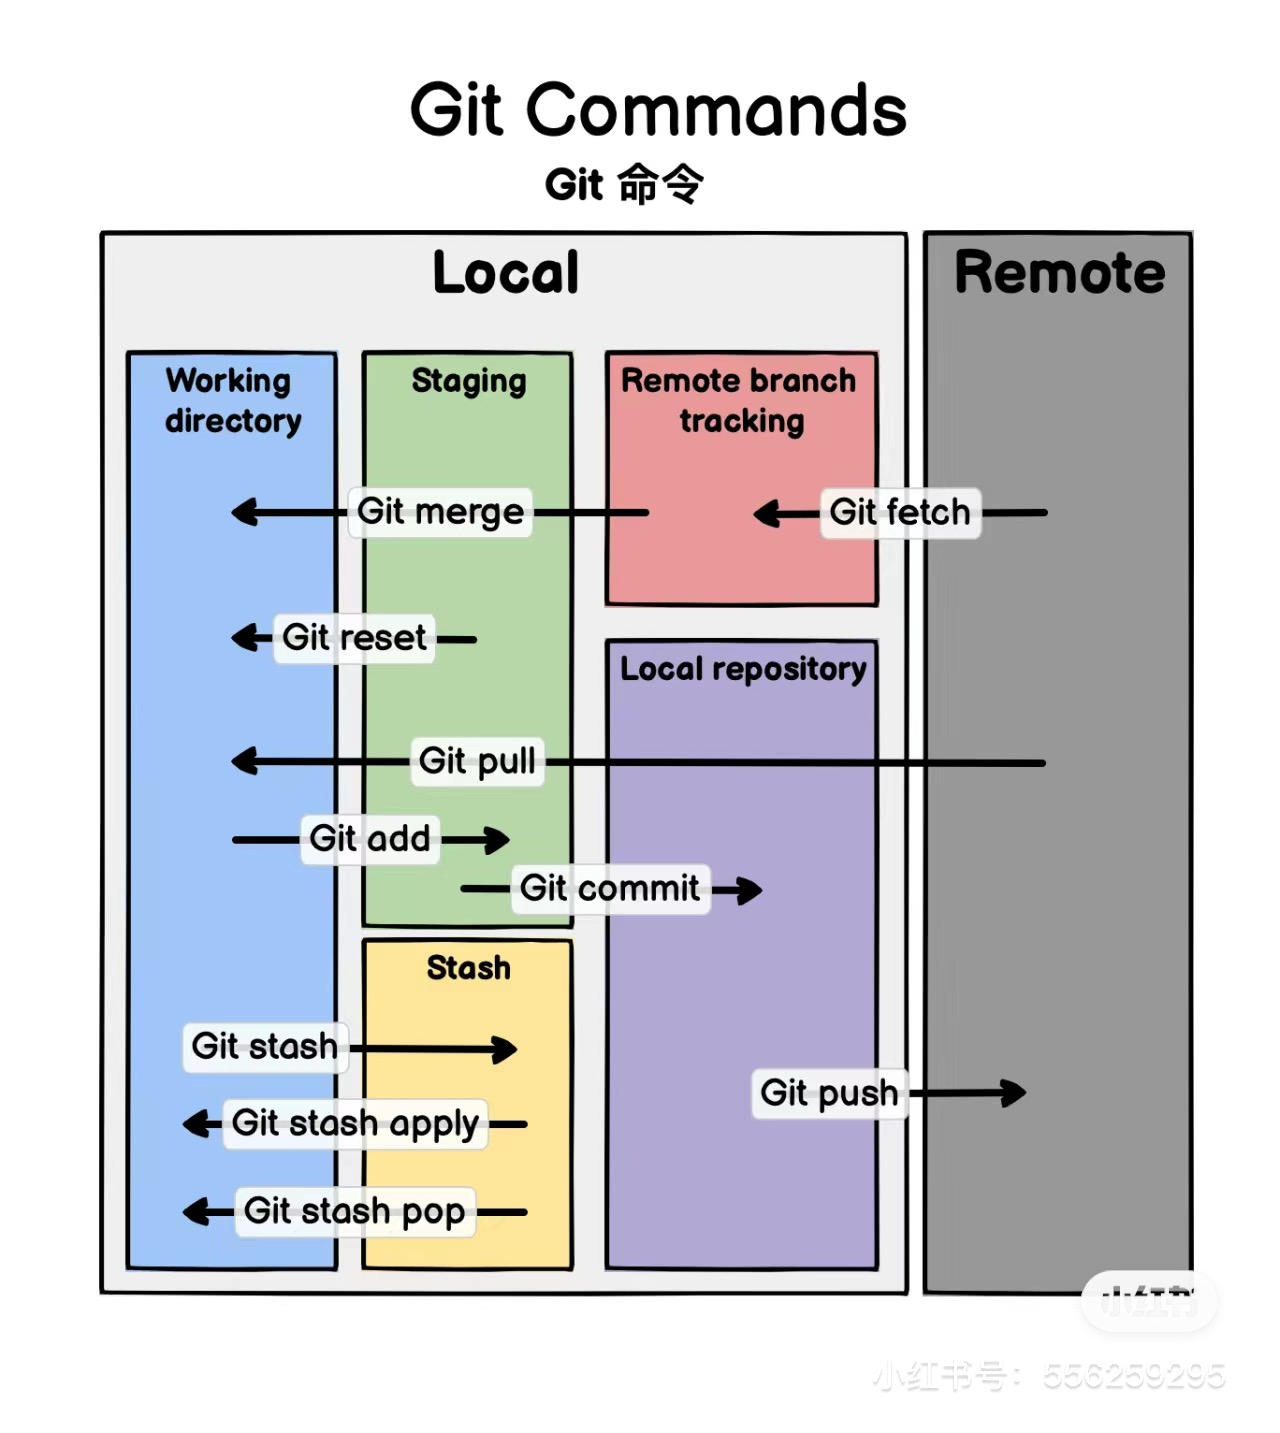 Git Commands
Git 命令
Local
Remote
Working
directory
Staging
Remote branch
tracking
Git merge
Git fetch
Git reset
Local repository
Git pull
Git add
Git commit
Stash
Git stash
Git push
Git stash apply
Git stash pop
小红书
小红书号：556259295